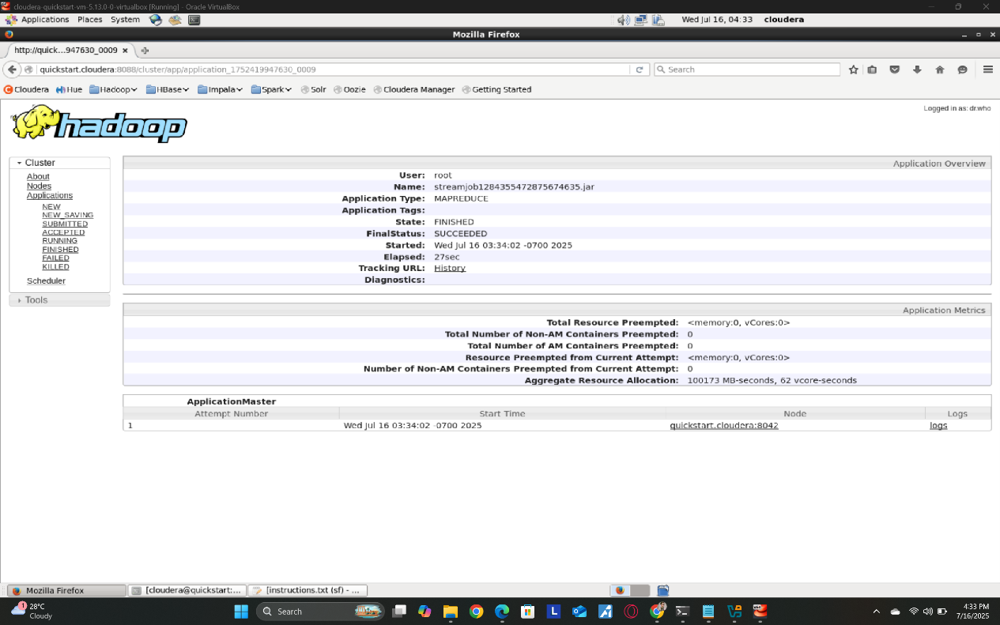 cloudera-quickstart-vm-5.13.0-0-virtualbox [Running] - Oracle VirtualBox
Applications Places System Wed Jul 16, 04:33 cloudera
Mozilla Firefox
http://quick...947630_0009
quickstart.cloudera:8088/cluster/app/application_1752419947630_0009 Search
Cloudera Hue Hadoop HBase Impala Spark Solr Oozie Cloudera Manager Getting Started
hadoop
Logged in as: dr.who
Cluster
About
Nodes
Applications
NEW
NEW_SAVING
SUBMITTED
ACCEPTED
RUNNING
FINISHED
FAILED
KILLED
Scheduler
Tools
Application Overview
User: root
Name: streamjob1284355472875674635.jar
Application Type: MAPREDUCE
Application Tags:
State: FINISHED
FinalStatus: SUCCEEDED
Started: Wed Jul 16 03:34:02 -0700 2025
Elapsed: 27sec
Tracking URL: History
Diagnostics:
Application Metrics
Total Resource Preempted: <memory:0, vCores:0>
Total Number of Non-AM Containers Preempted: 0
Total Number of AM Containers Preempted: 0
Resource Preempted from Current Attempt: <memory:0, vCores:0>
Number of Non-AM Containers Preempted from Current Attempt: 0
Aggregate Resource Allocation: 100173 MB-seconds, 62 vcore-seconds
ApplicationMaster
Attempt Number Start Time Node Logs
1 Wed Jul 16 03:34:02 -0700 2025 quickstart.cloudera:8042 logs
Mozilla Firefox [cloudera@quickstart:... [instructions.txt (sf) - ...
1 28°C
Cloudy
Search
L
4:33 PM
7/16/2025